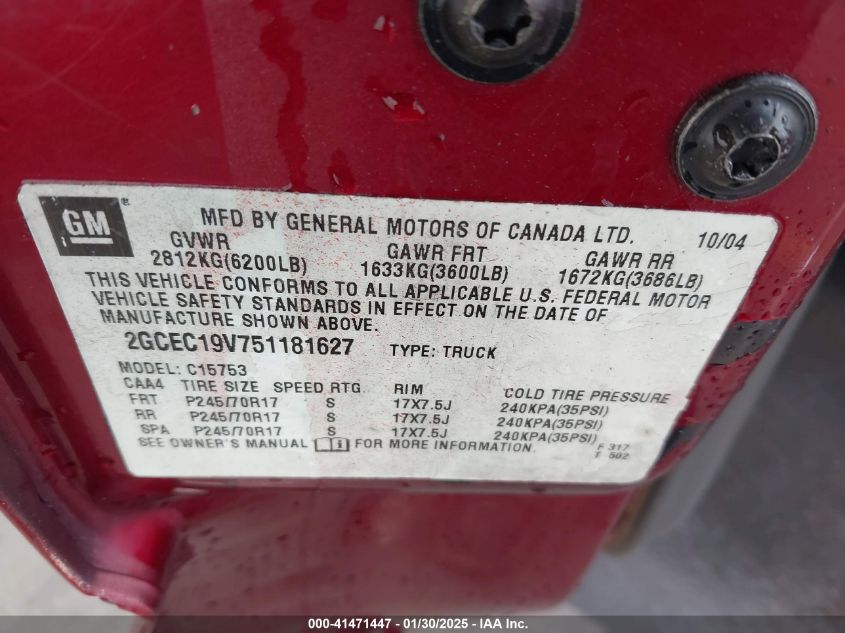 GM ®
MFD BY GENERAL MOTORS OF CANADA LTD. 10/04
GVWR GAWR FRT GAWR RR
2812KG(6200LB) 1633KG(3600LB) 1672KG(3686LB)
THIS VEHICLE CONFORMS TO ALL APPLICABLE U.S. FEDERAL MOTOR
VEHICLE SAFETY STANDARDS IN EFFECT ON THE DATE OF
MANUFACTURE SHOWN ABOVE.
2GCEC19V751181627 TYPE: TRUCK
MODEL: C15753
CAA4 TIRE SIZE SPEED RTG. RIM COLD TIRE PRESSURE
FRT P245/70R17 S 17X7.5J 240KPA(35PSI)
RR P245/70R17 S 17X7.5J 240KPA(35PSI)
SPA P245/70R17 S 17X7.5J 240KPA(35PSI)
SEE OWNER'S MANUAL FOR MORE INFORMATION.
F 317
T 502
000-41471447 - 01/30/2025 - IAA Inc.